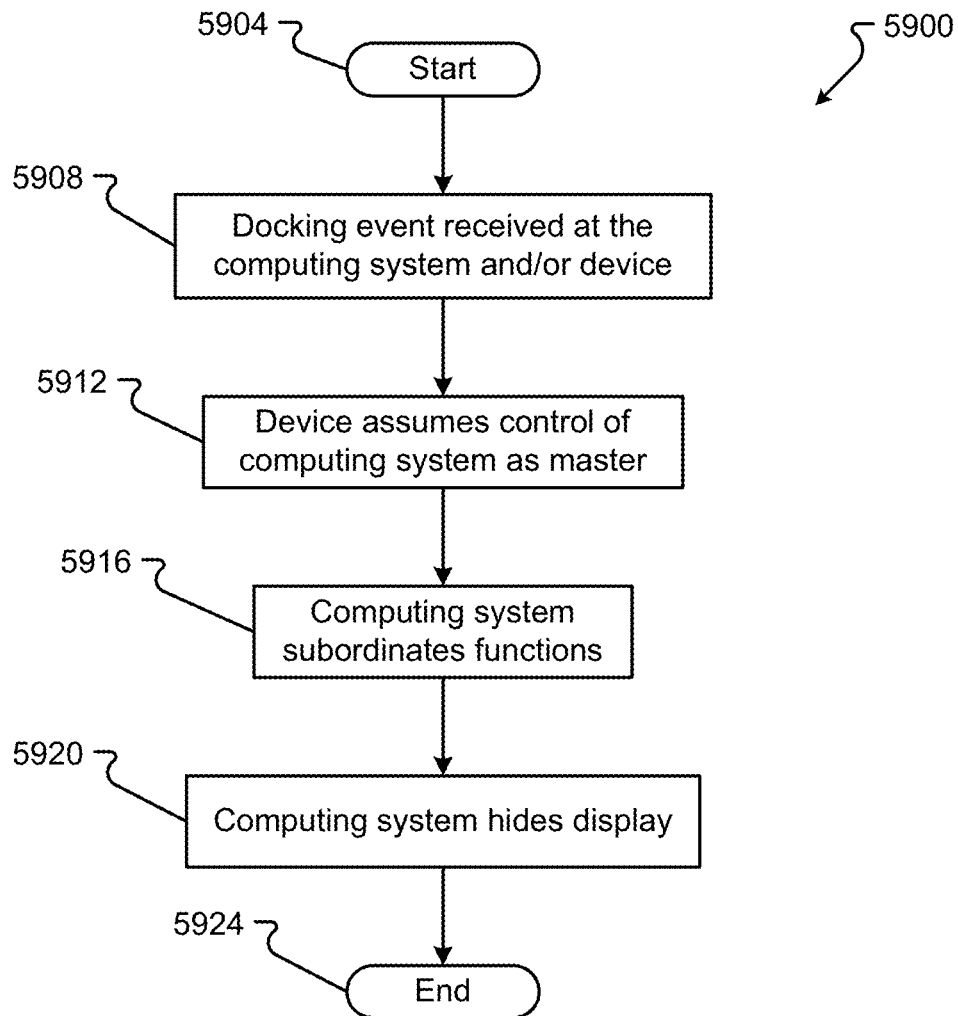 5904
Start
5900
5908
Docking event received at the
computing system and/or device
5912
Device assumes control of
computing system as master
5916
Computing system
subordinates functions
5920
Computing system hides display
5924
End